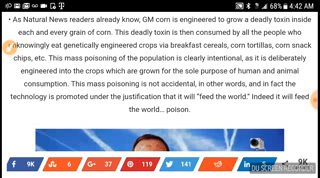 68% 4:42 AM
• As Natural News readers already know, GM corn is engineered to grow a deadly toxin inside
each and every grain of corn. This deadly toxin is then consumed by all the people who
unknowingly eat genetically engineered crops via breakfast cereals, corn tortillas, corn snack
chips, etc. This mass poisoning of the population is clearly intentional, as it is deliberately
engineered into the crops which are grown for the sole purpose of human and animal
consumption. This mass poisoning is not accidental, in other words, and in fact the
technology is promoted under the justification that it will "feed the world." Indeed it will feed
the world... poison.
9K 6 37 119 141 9K
DU SCREEN RECORDER